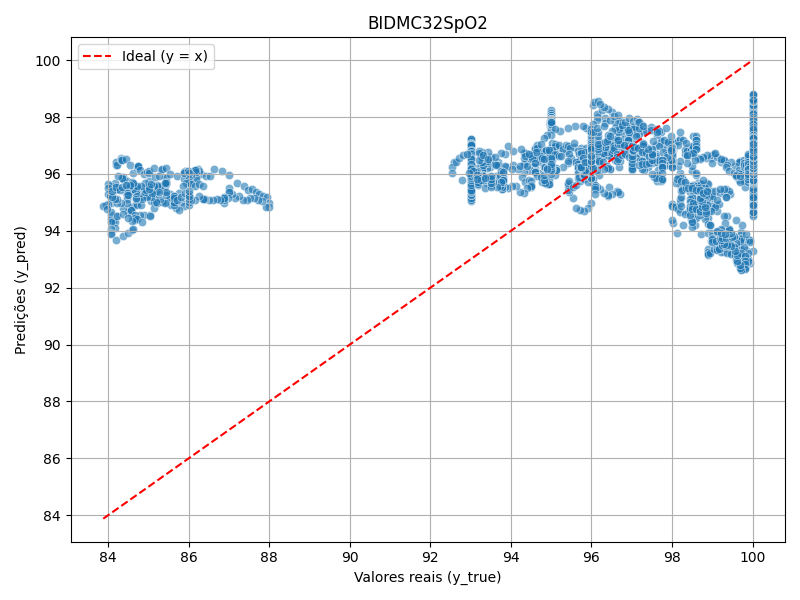 BIDMC32SpO2
Ideal (y = x)
100
98
96
94
92
90
88
86
84
Predições (y_pred)
84 86 88 90 92 94 96 98 100
Valores reais (y_true)